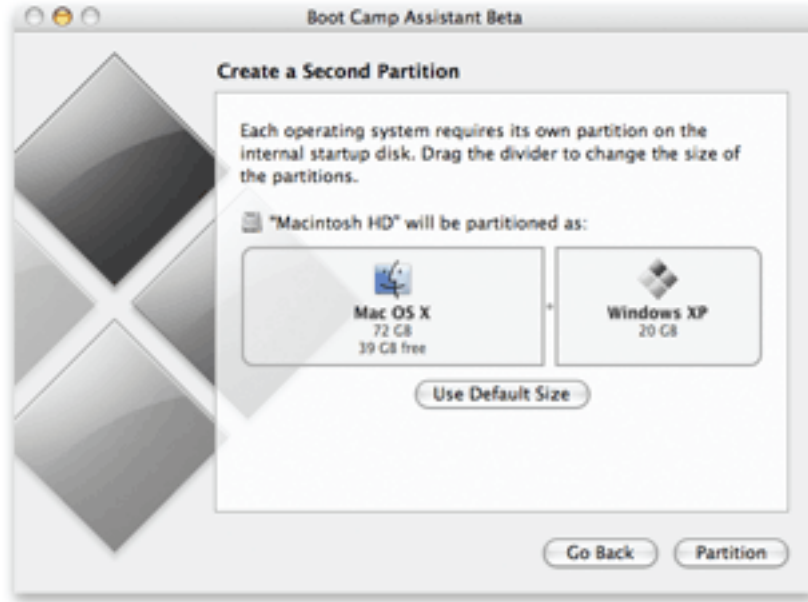 Boot Camp Assistant Beta
Create a Second Partition
Each operating system requires its own partition on the
internal startup disk. Drag the divider to change the size of
the partitions.
"Macintosh HD" will be partitioned as:
Mac OS X
72 GB
39 GB free
Windows XP
20 GB
Use Default Size
Go Back
Partition